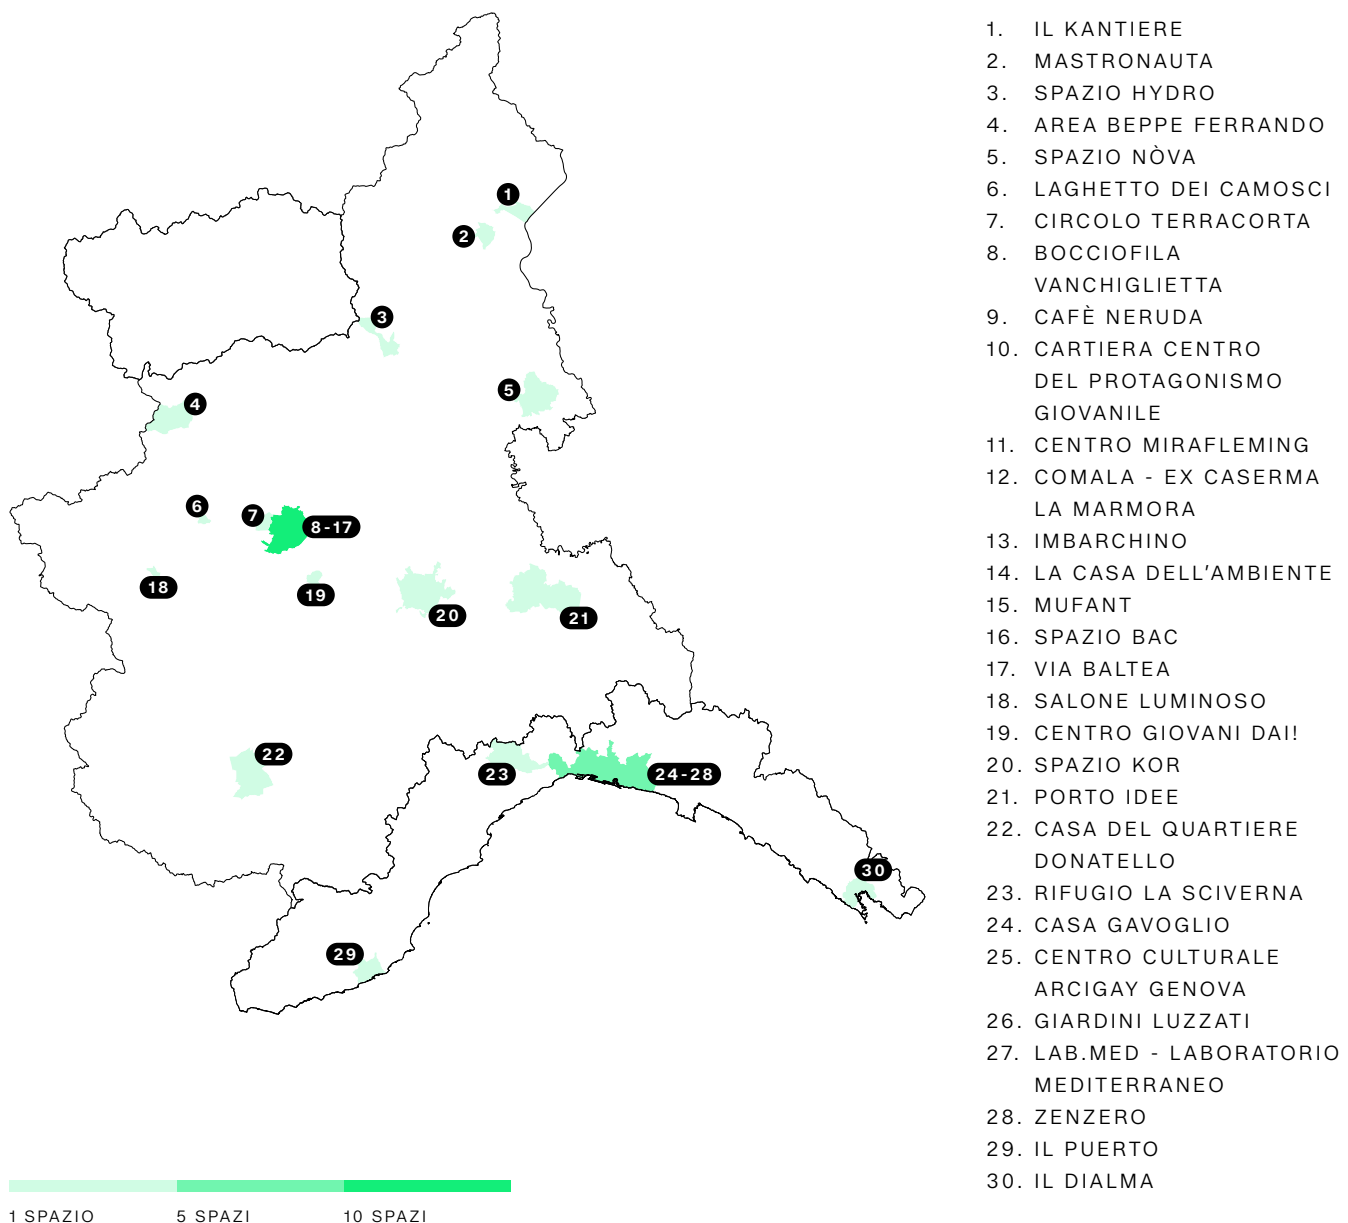 1
2
3
5
4
6
7
8-17
18
19
20
21
22
23
24-28
30
29
1. IL KANTIERE
2. MASTRONAUTA
3. SPAZIO HYDRO
4. AREA BEPPE FERRANDO
5. SPAZIO NÒVA
6. LAGHETTO DEI CAMOSCI
7. CIRCOLO TERRACORTA
8. BOCCIOFILA
VANCHIGLIETTA
9. CAFÈ NERUDA
10. CARTIERA CENTRO
DEL PROTAGONISMO
GIOVANILE
11. CENTRO MIRAFLEMING
12. COMALA - EX CASERMA
LA MARMORA
13. IMBARCHINO
14. LA CASA DELL’AMBIENTE
15. MUFANT
16. SPAZIO BAC
17. VIA BALTEA
18. SALONE LUMINOSO
19. CENTRO GIOVANI DAI!
20. SPAZIO KOR
21. PORTO IDEE
22. CASA DEL QUARTIERE
DONATELLO
23. RIFUGIO LA SCIVERNA
24. CASA GAVOGLIO
25. CENTRO CULTURALE
ARCIGAY GENOVA
26. GIARDINI LUZZATI
27. LAB.MED - LABORATORIO
MEDITERRANEO
28. ZENZERO
29. IL PUERTO
30. IL DIALMA
1 SPAZIO
5 SPAZI
10 SPAZI